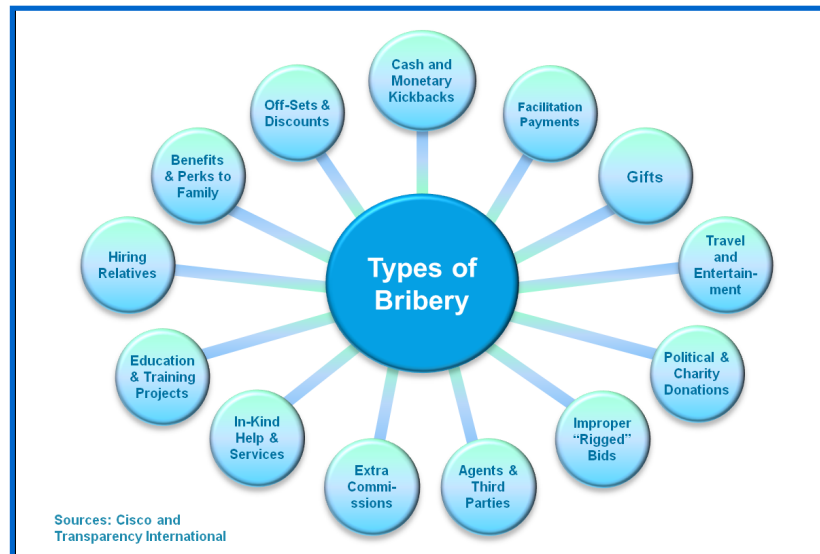 Types of
Bribery
Cash and
Monetary
Kickbacks
Facilitation
Payments
Gifts
Travel
and
Entertain-
ment
Political &
Charity
Donations
Improper
“Rigged”
Bids
Agents &
Third
Parties
Extra
Commi-
ssions
In-Kind
Help &
Services
Education
& Training
Projects
Hiring
Relatives
Benefits
& Perks to
Family
Off-Sets &
Discounts
Sources: Cisco and
Transparency International